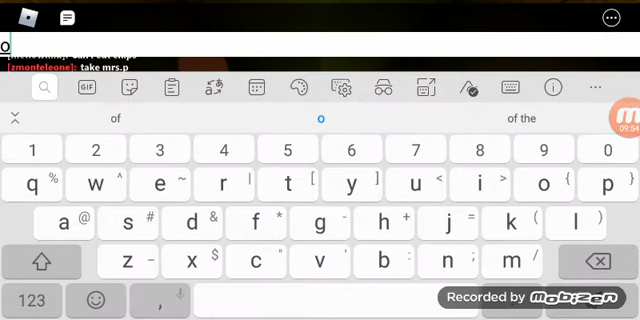 o
[zmonteleone]: take mrs.p
GIF
of o of the
09:54
1 2 3 4 5 6 7 8 9 0
q % w ^ e ~ r | t [ y ] u < i > o { p }
a @ s # d & f * g - h + j = k ( l )
z _ x $ c " v ' b : n ; m /
123 ,
Recorded by mobizen